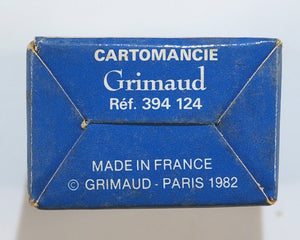 CARTOMANCIE
Grimaud
Réf. 394 124
MADE IN FRANCE
© GRIMAUD - PARIS 1982